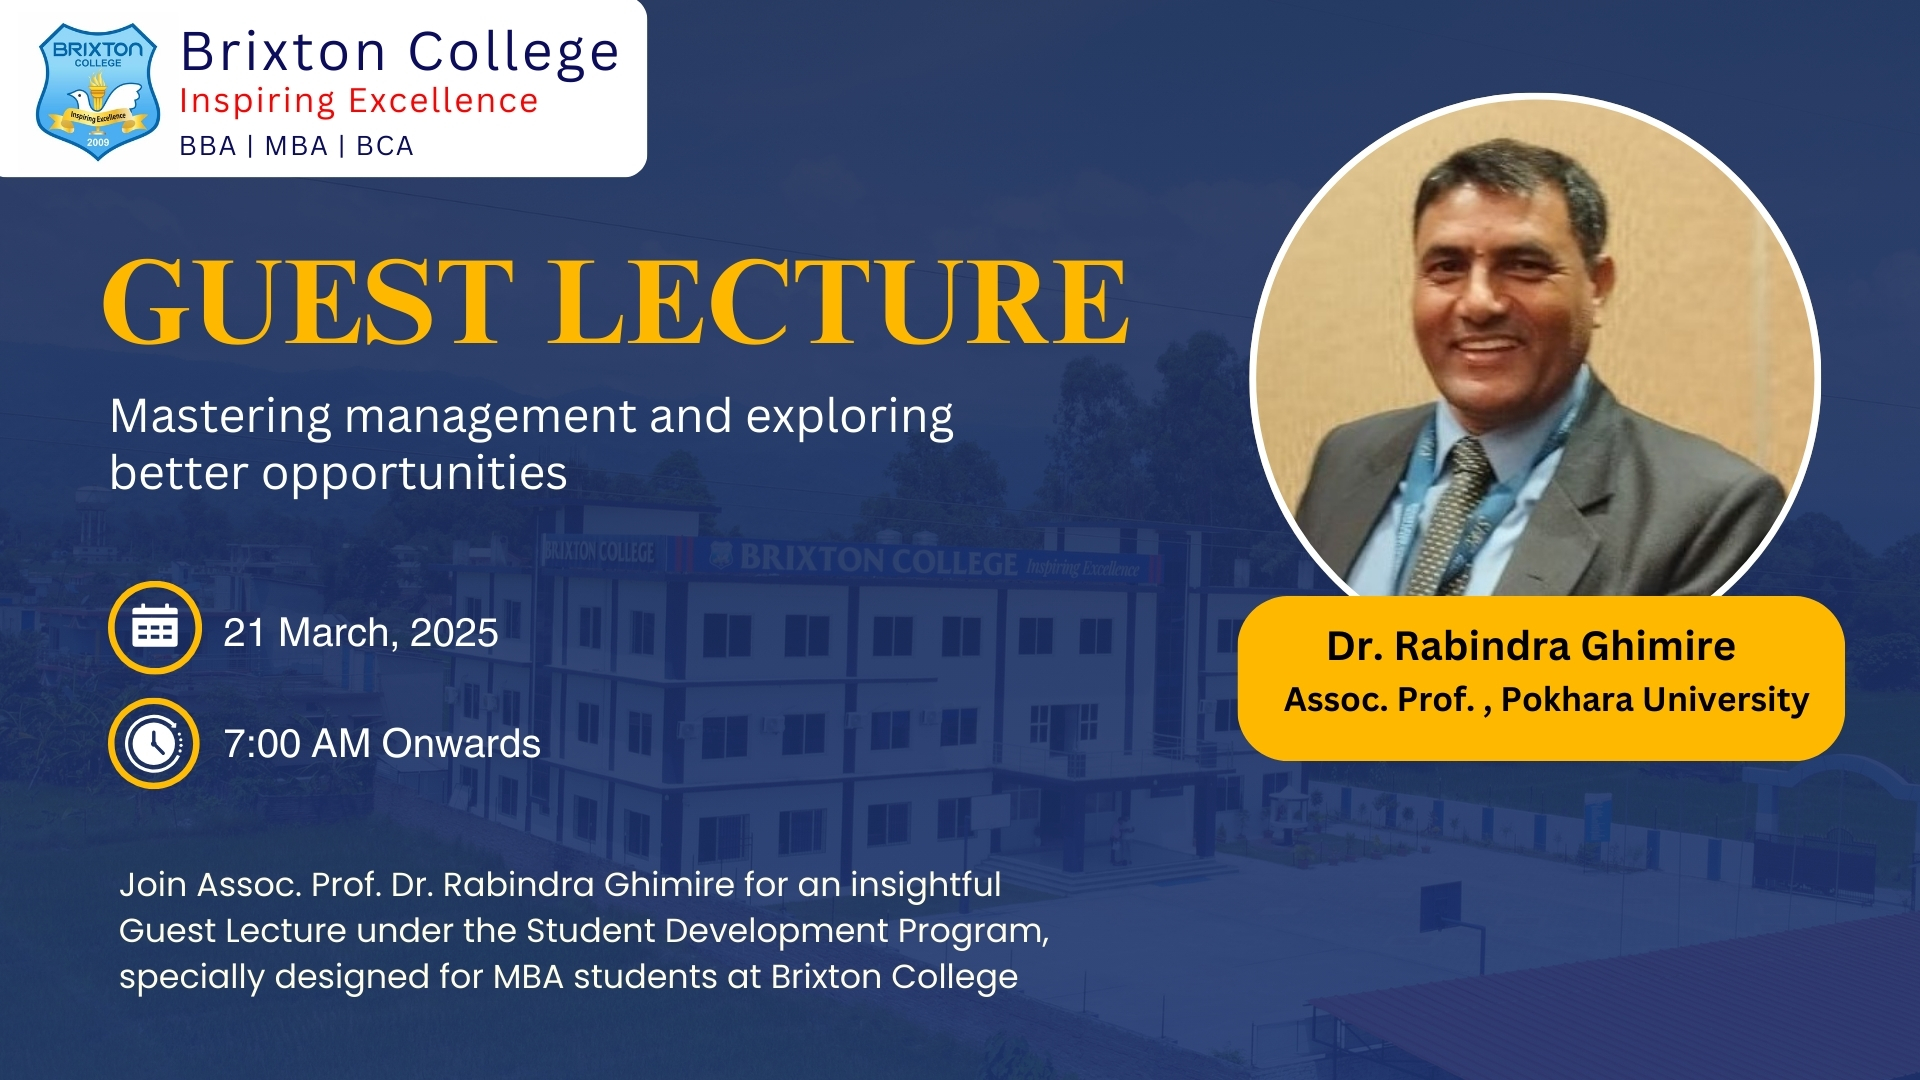 BRIXTON
COLLEGE
Inspiring Excellence
2009
Brixton College
Inspiring Excellence
BBA | MBA | BCA
GUEST LECTURE
Mastering management and exploring
better opportunities
BRIXTON COLLEGE
BRIXTON COLLEGE Inspiring Excellence
21 March, 2025
7:00 AM Onwards
Dr. Rabindra Ghimire
Assoc. Prof. , Pokhara University
Join Assoc. Prof. Dr. Rabindra Ghimire for an insightful
Guest Lecture under the Student Development Program,
specially designed for MBA students at Brixton College